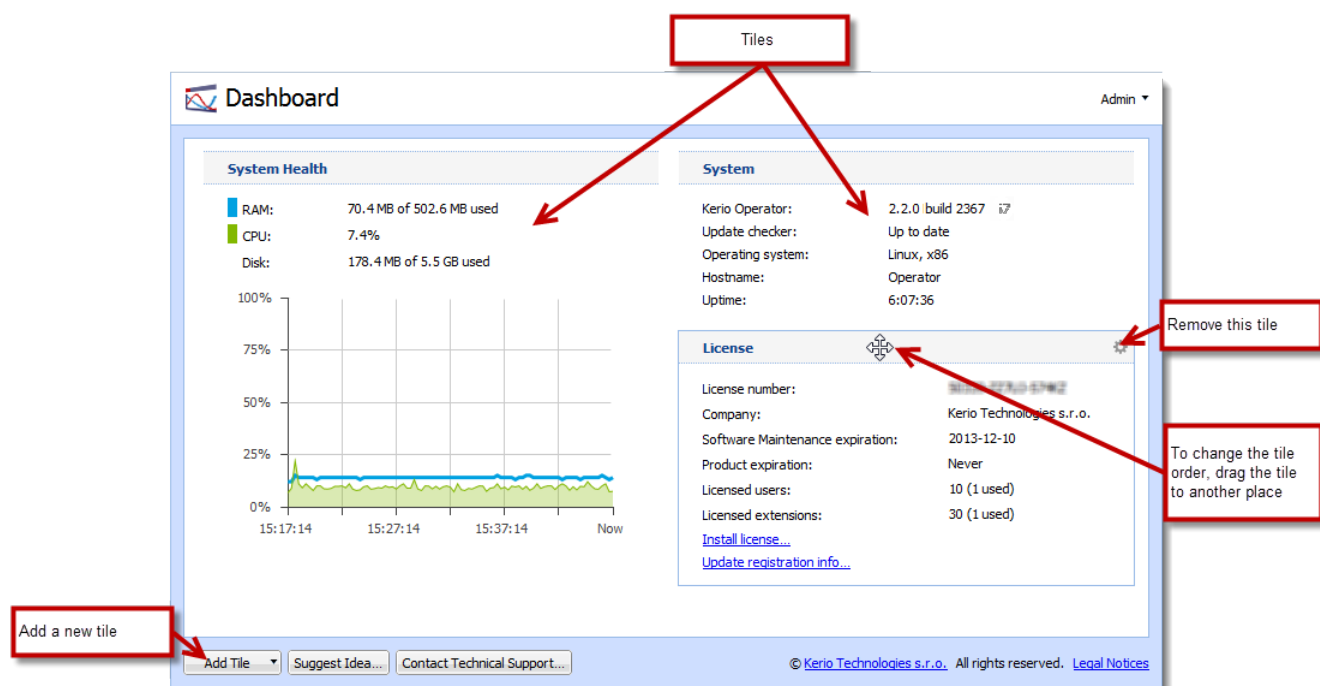 Tiles
Dashboard
Admin
System Health
RAM: 70.4 MB of 502.6 MB used
CPU: 7.4%
Disk: 178.4 MB of 5.5 GB used
100%
75%
50%
25%
0%
15:17:14 15:27:14 15:37:14 Now
System
Kerio Operator: 2.2.0 build 2367
Update checker: Up to date
Operating system: Linux, x86
Hostname: Operator
Uptime: 6:07:36
Remove this tile
License
License number:
Company: Kerio Technologies s.r.o.
Software Maintenance expiration: 2013-12-10
Product expiration: Never
Licensed users: 10 (1 used)
Licensed extensions: 30 (1 used)
Install license...
Update registration info...
To change the tile
order, drag the tile
to another place
Add a new tile
Add Tile Suggest Idea... Contact Technical Support...
© Kerio Technologies s.r.o. All rights reserved. Legal Notices